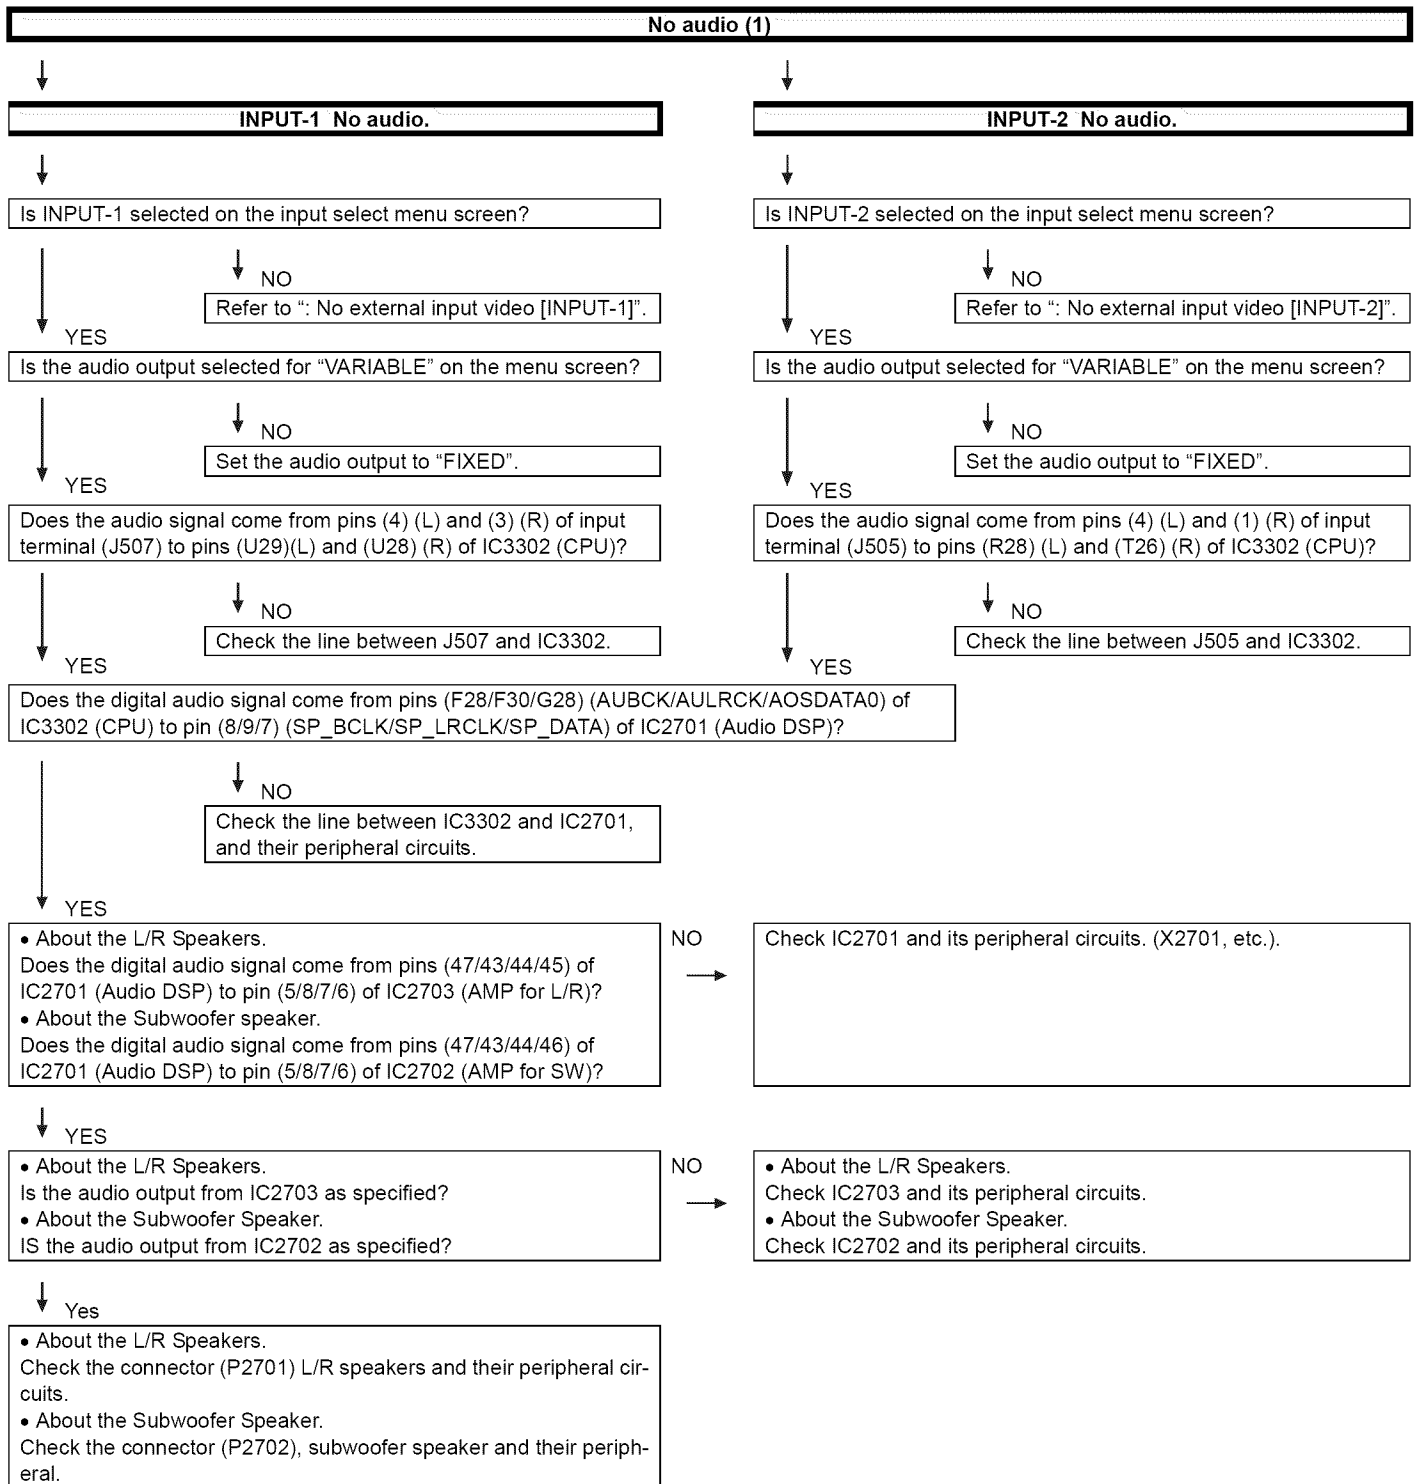 No audio (1)
INPUT-1 No audio.
INPUT-2 No audio.
Is INPUT-1 selected on the input select menu screen?
Is INPUT-2 selected on the input select menu screen?
NO
NO
Refer to “: No external input video [INPUT-1]”.
Refer to “: No external input video [INPUT-2]”.
YES
YES
Is the audio output selected for “VARIABLE” on the menu screen?
Is the audio output selected for “VARIABLE” on the menu screen?
NO
NO
Set the audio output to “FIXED”.
Set the audio output to “FIXED”.
YES
YES
Does the audio signal come from pins (4) (L) and (3) (R) of input
terminal (J507) to pins (U29)(L) and (U28) (R) of IC3302 (CPU)?
Does the audio signal come from pins (4) (L) and (1) (R) of input
terminal (J505) to pins (R28) (L) and (T26) (R) of IC3302 (CPU)?
NO
NO
Check the line between J507 and IC3302.
Check the line between J505 and IC3302.
YES
YES
Does the digital audio signal come from pins (F28/F30/G28) (AUBCK/AULRCK/AOSDATA0) of
IC3302 (CPU) to pin (8/9/7) (SP_BCLK/SP_LRCLK/SP_DATA) of IC2701 (Audio DSP)?
NO
Check the line between IC3302 and IC2701,
and their peripheral circuits.
YES
• About the L/R Speakers.
Does the digital audio signal come from pins (47/43/44/45) of
IC2701 (Audio DSP) to pin (5/8/7/6) of IC2703 (AMP for L/R)?
• About the Subwoofer speaker.
Does the digital audio signal come from pins (47/43/44/46) of
IC2701 (Audio DSP) to pin (5/8/7/6) of IC2702 (AMP for SW)?
NO
Check IC2701 and its peripheral circuits. (X2701, etc.).
YES
• About the L/R Speakers.
Is the audio output from IC2703 as specified?
• About the Subwoofer Speaker.
IS the audio output from IC2702 as specified?
NO
• About the L/R Speakers.
Check IC2703 and its peripheral circuits.
• About the Subwoofer Speaker.
Check IC2702 and its peripheral circuits.
Yes
• About the L/R Speakers.
Check the connector (P2701) L/R speakers and their peripheral cir-
cuits.
• About the Subwoofer Speaker.
Check the connector (P2702), subwoofer speaker and their periph-
eral.